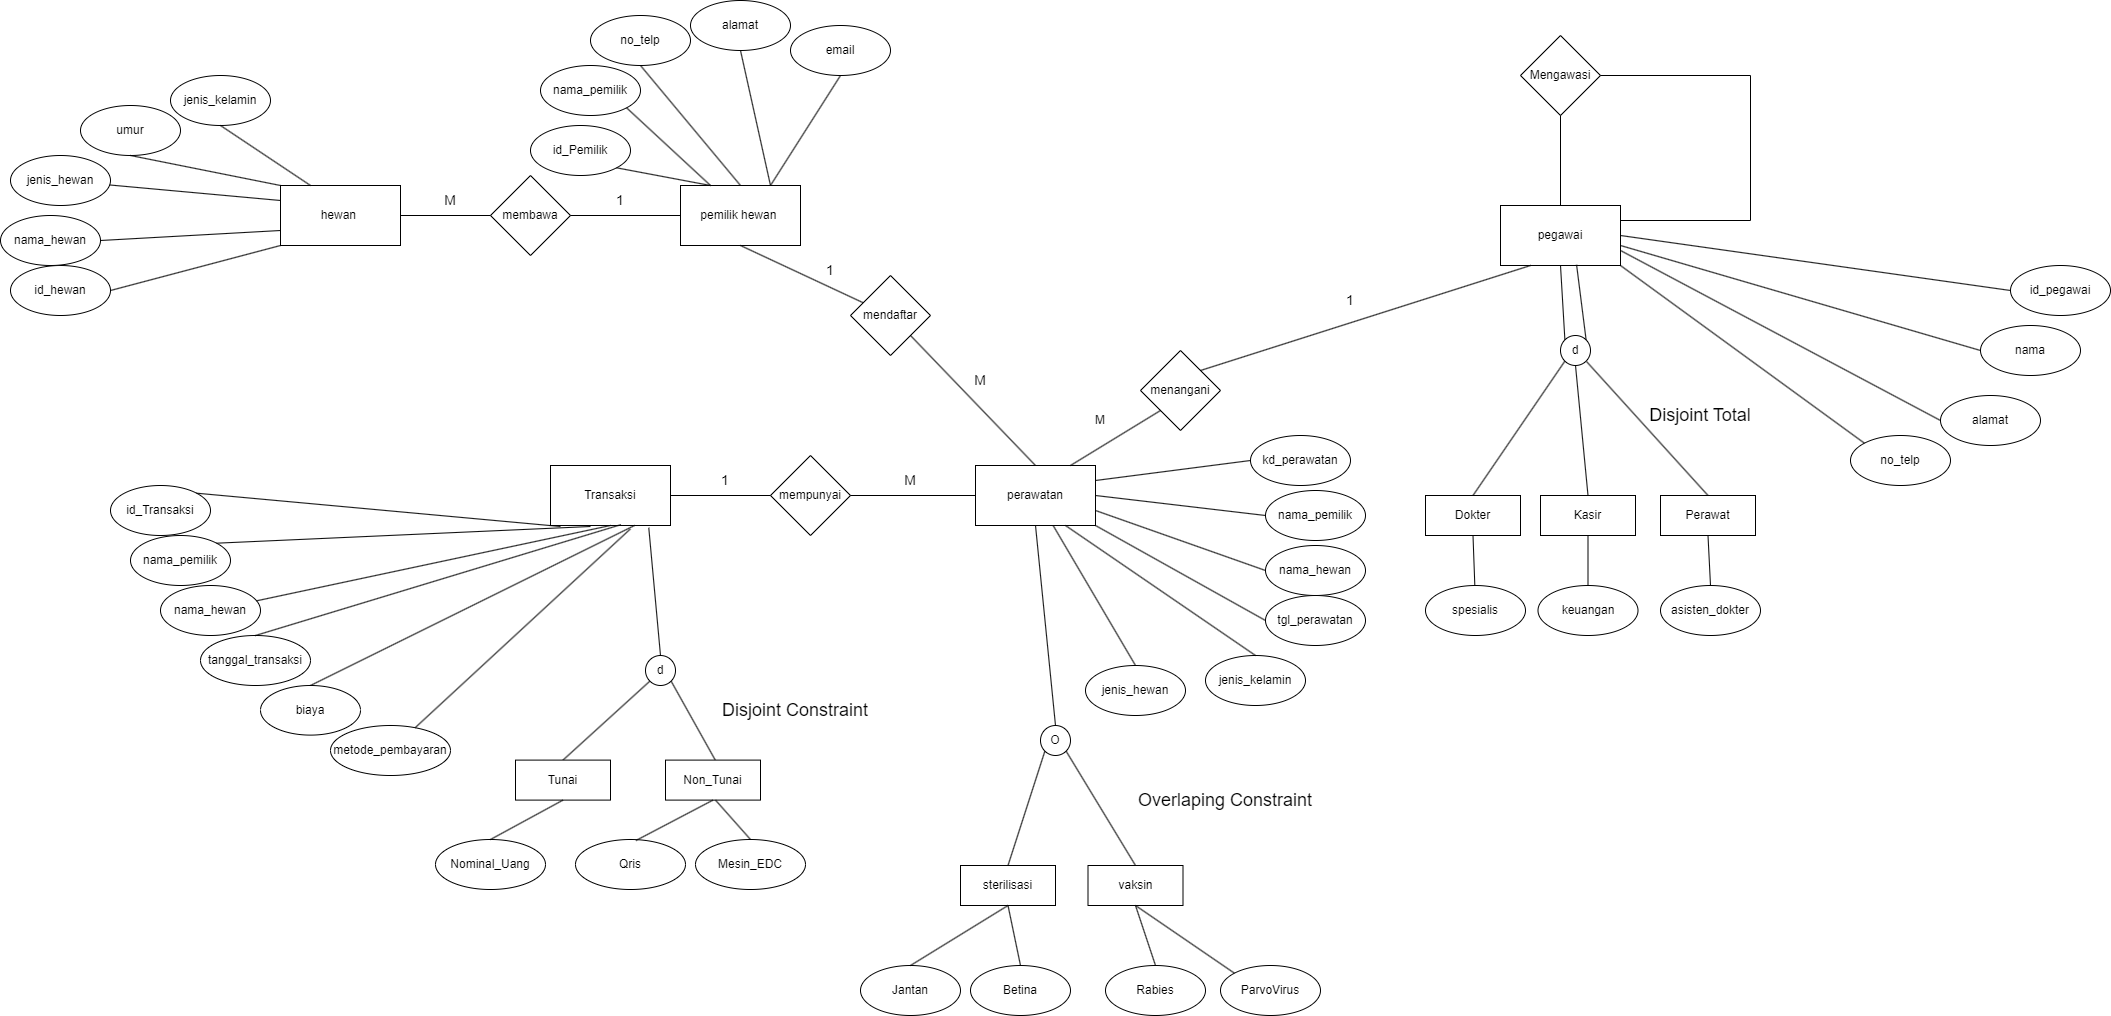 alamat
no_telp
email
Mengawasi
nama_pemilik
jenis_kelamin
umur
id_Pemilik
jenis_hewan
M
1
hewan
membawa
pemilik hewan
pegawai
nama_hewan
1
id_hewan
id_pegawai
1
mendaftar
d
nama
M
menangani
Disjoint Total
M
alamat
kd_perawatan
no_telp
1
M
Transaksi
mempunyai
perawatan
id_Transaksi
nama_pemilik
Dokter
Kasir
Perawat
nama_pemilik
nama_hewan
nama_hewan
tgl_perawatan
spesialis
keuangan
asisten_dokter
tanggal_transaksi
d
jenis_kelamin
jenis_hewan
biaya
Disjoint Constraint
metode_pembayaran
O
Tunai
Non_Tunai
Overlaping Constraint
Nominal_Uang
Qris
Mesin_EDC
sterilisasi
vaksin
Jantan
Betina
Rabies
ParvoVirus